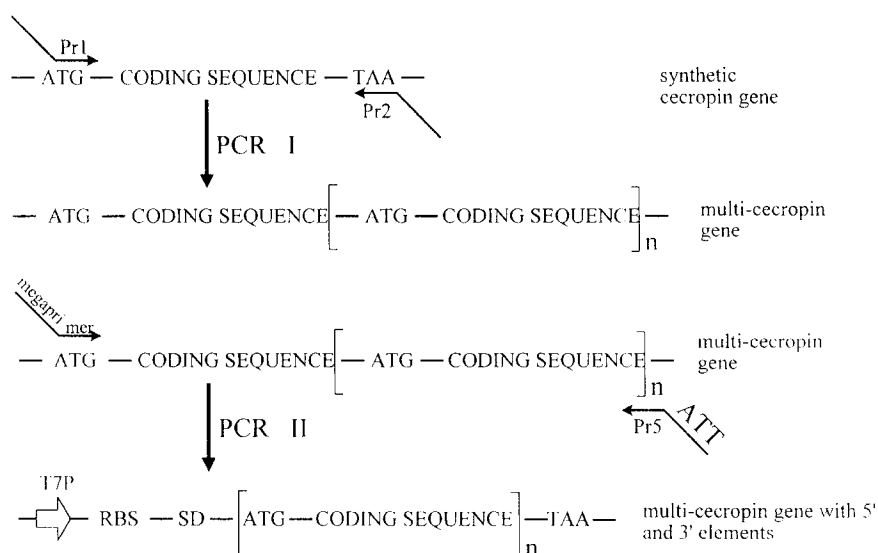 Pr1
— ATG — CODING SEQUENCE — TAA —
synthetic
cecropin gene
Pr2
PCR I
— ATG — CODING SEQUENCE [— ATG — CODING SEQUENCE]— n
multi-cecropin
gene
megapri
mer
— ATG — CODING SEQUENCE [— ATG — CODING SEQUENCE]— n
multi-cecropin
gene
Pr5
ATT
PCR II
T7P
— RBS — SD — [ATG — CODING SEQUENCE] n —TAA—
multi-cecropin gene with 5'
and 3' elements